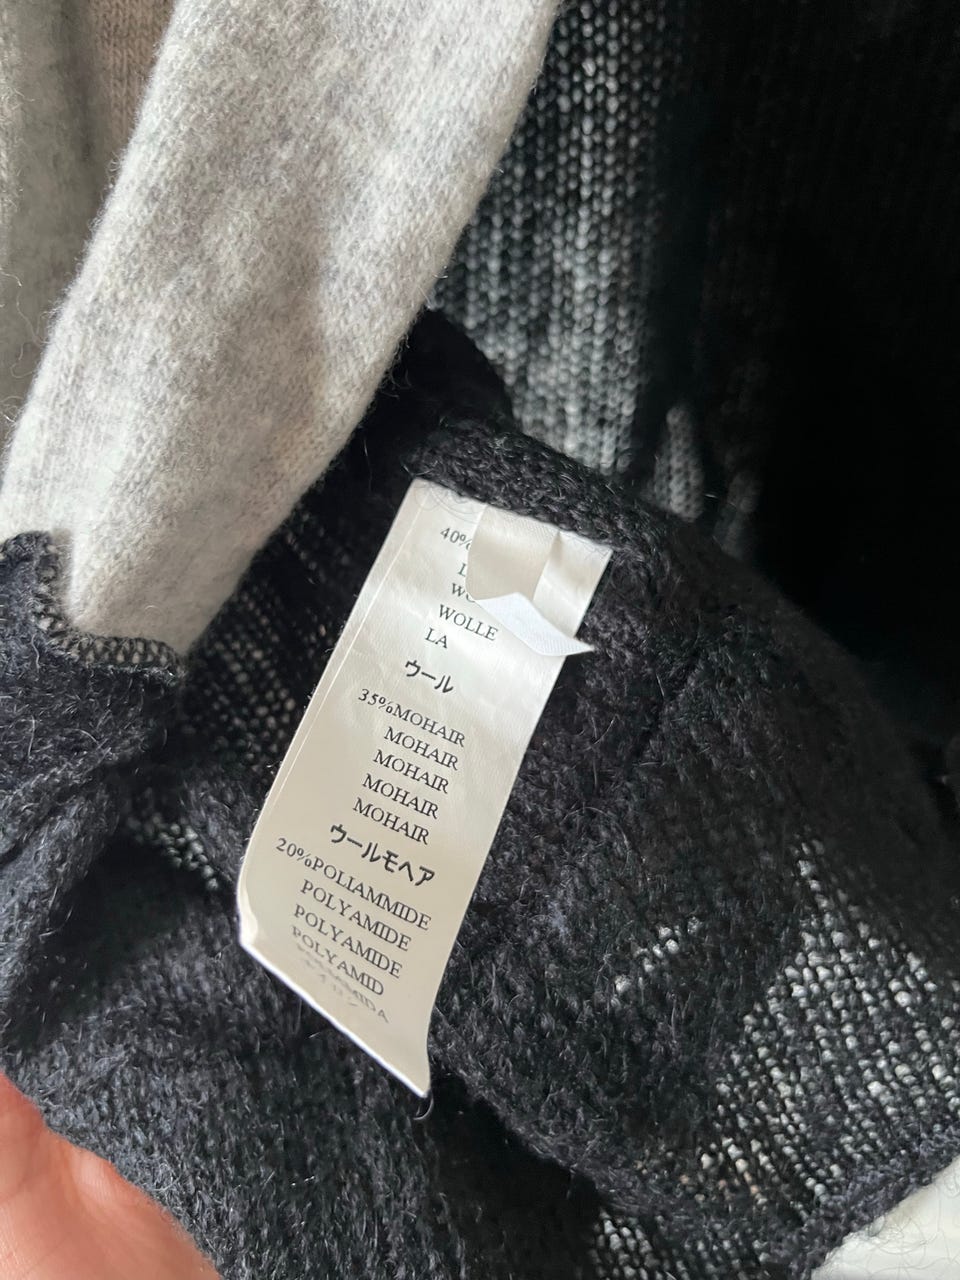 40%
WOLLE
LA
ウール
35%MOHAIR
MOHAIR
MOHAIR
MOHAIR
MOHAIR
ウールモヘア
20%POLIAMMIDE
POLYAMIDE
POLYAMIDE
POLYAMID